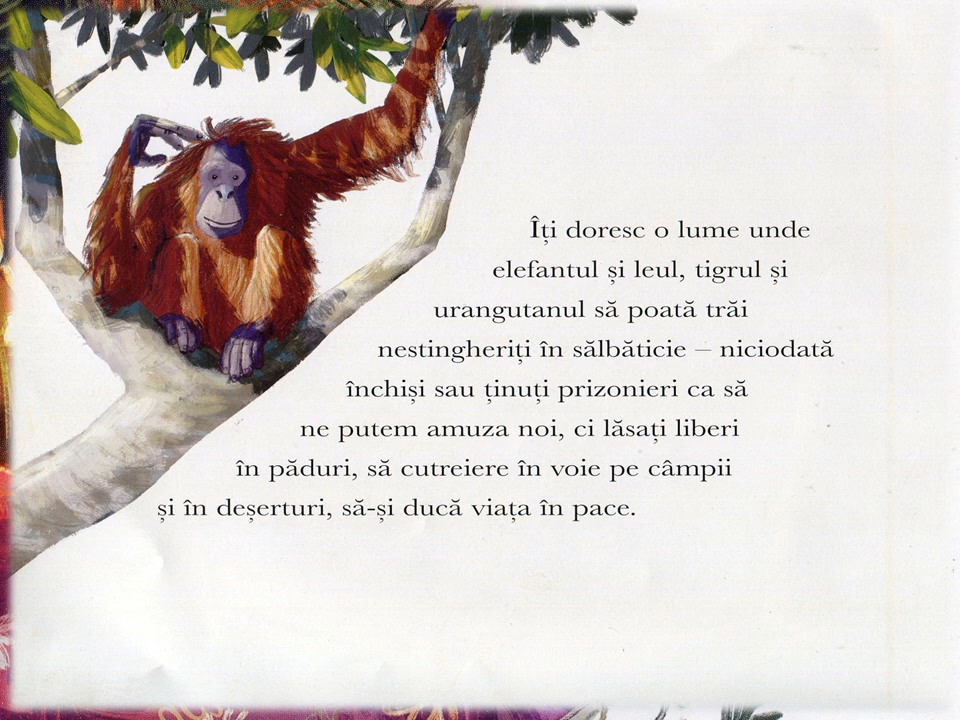 Îți doresc o lume unde
elefantul și leul, tigrul și
urangutanul să poată trăi
nestingheriți în sălbăticie – niciodată
închiși sau ținuți prizonieri ca să
ne putem amuza noi, ci lăsați liberi
în păduri, să cutreiere în voie pe câmpii
și în deșerturi, să-și ducă viața în pace.